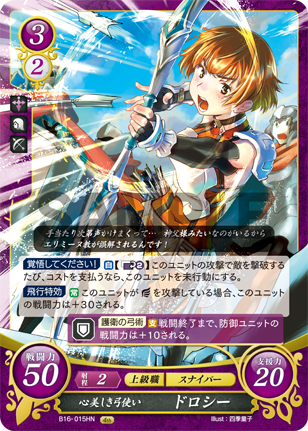 3
2
手当たり次第声かけまくって… 神父様みたいなのがいるから
エリミーヌ教が誤解されるんです!
覚悟してください! 自 【 2】このユニットの攻撃で敵を撃破する
たび、コストを支払うなら、このユニットを未行動にする。
飛行特効 常 このユニットが を攻撃している場合、このユニット
の戦闘力は+30される。
護衛の弓術 支 戦闘終了まで、防御ユニットの
戦闘力は+10される。
戦闘力
50
射程 2 上級職 スナイパー
支援力
20
心美しき弓使い ドロシー
B16-015HN Illust:四季童子